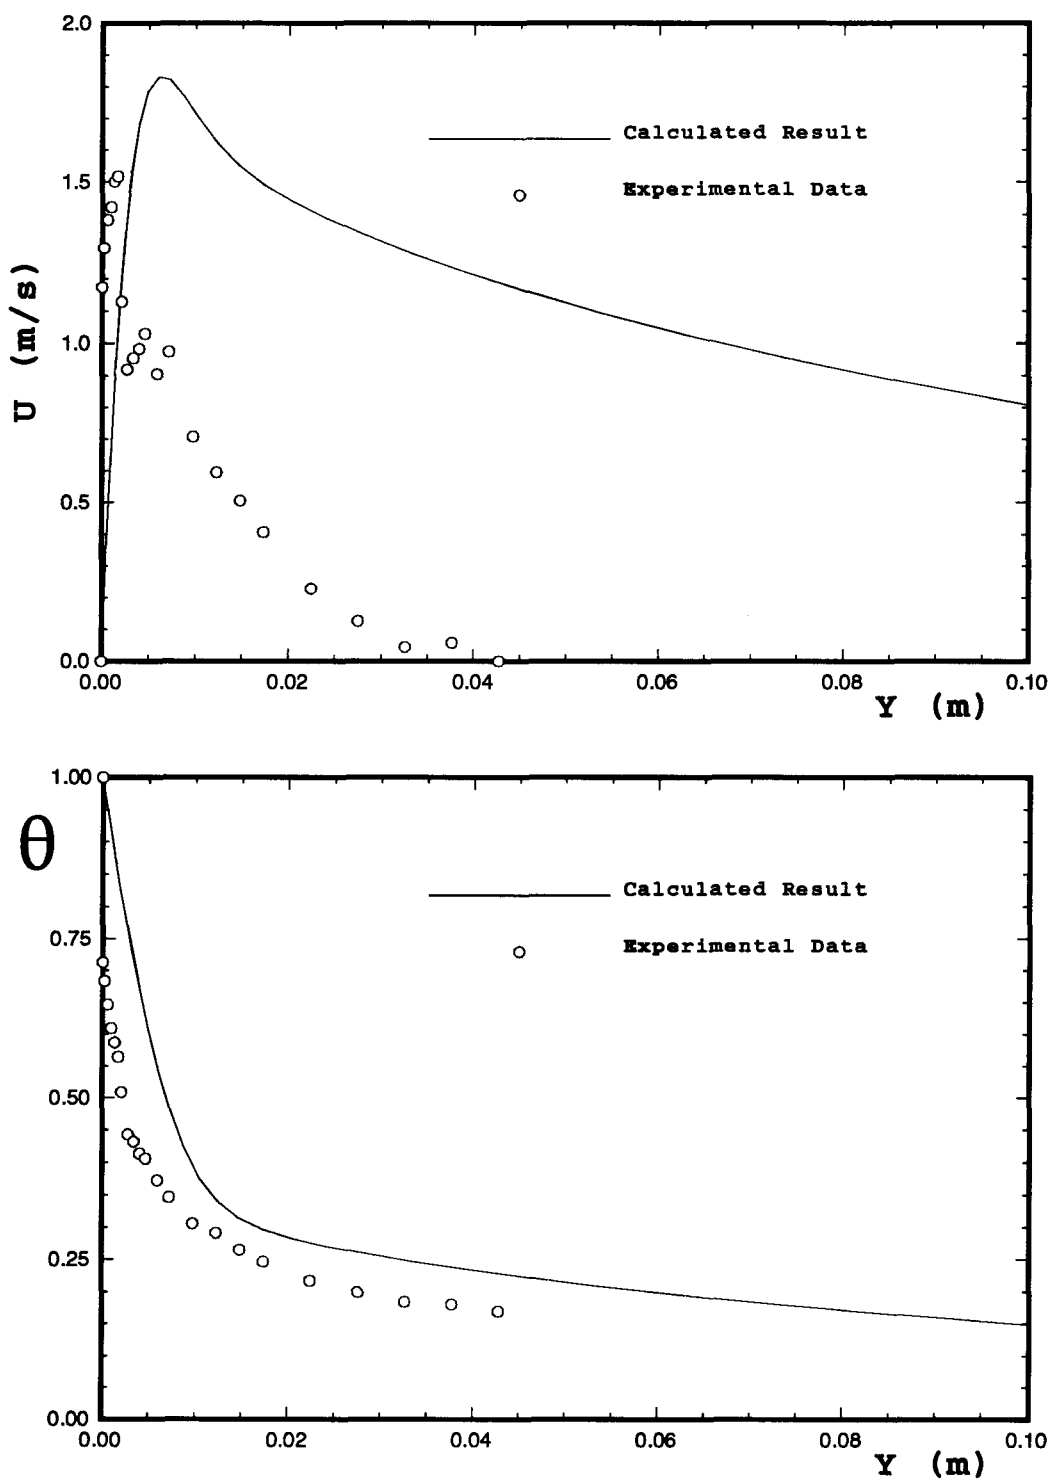 2.0
1.5
1.0
0.5
0.0
U (m/s)
Calculated Result
Experimental Data
0.00 0.02 0.04 0.06 0.08 0.10
Y (m)
1.00
0.75
0.50
0.25
0.00
θ
Calculated Result
Experimental Data
0.00 0.02 0.04 0.06 0.08 0.10
Y (m)